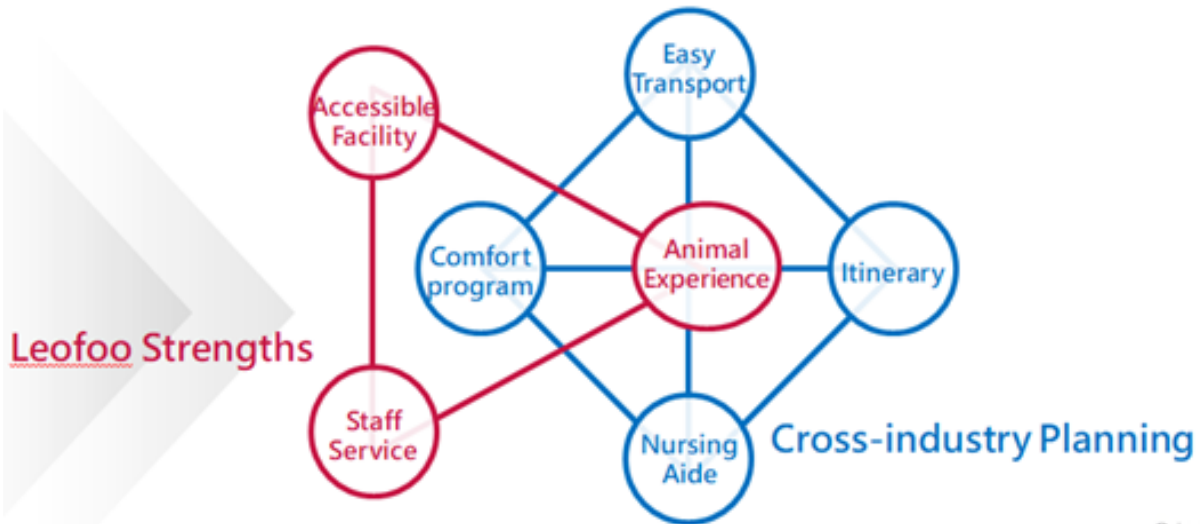 Easy
Transport
Accessible
Facility
Comfort
program
Animal
Experience
Itinerary
Leofoo Strengths
Staff
Service
Nursing
Aide
Cross-industry Planning